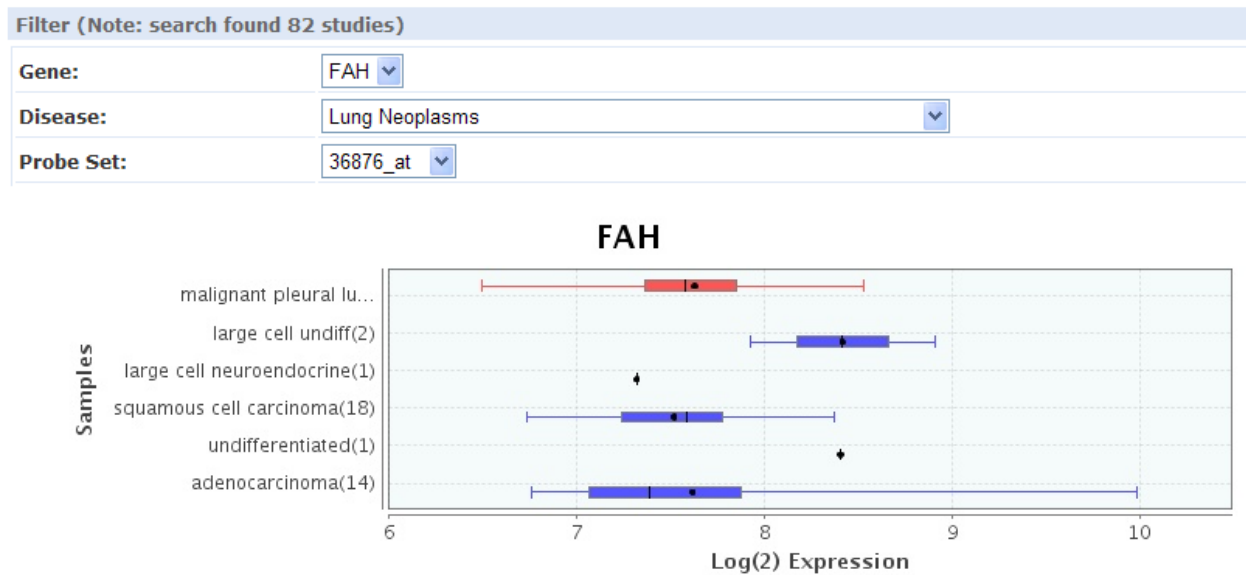 Filter (Note: search found 82 studies)
Gene: FAH
Disease: Lung Neoplasms
Probe Set: 36876_at
FAH
malignant pleural lu...
large cell undiff(2)
large cell neuroendocrine(1)
squamous cell carcinoma(18)
undifferentiated(1)
adenocarcinoma(14)
Samples
6 7 8 9 10
Log(2) Expression